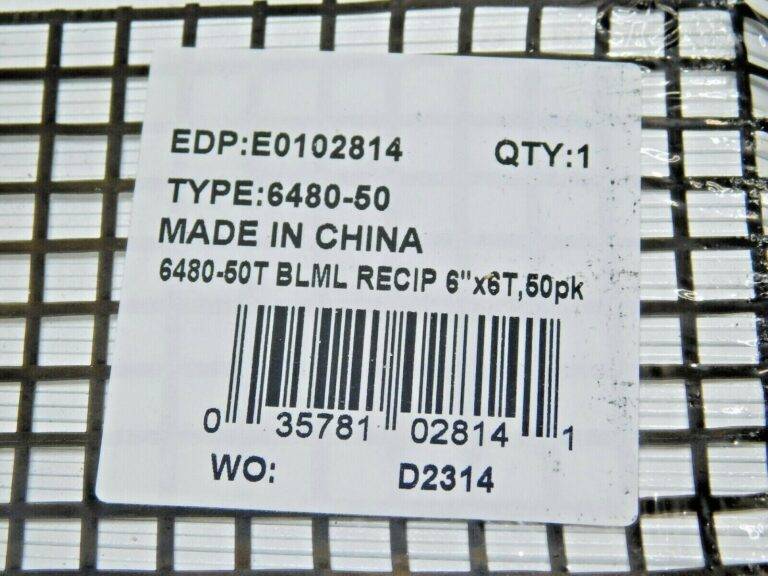 EDP:E0102814 QTY:1
TYPE:6480-50
MADE IN CHINA
6480-50T BLML RECIP 6"x6T,50pk
0 35781 02814 1
WO: D2314